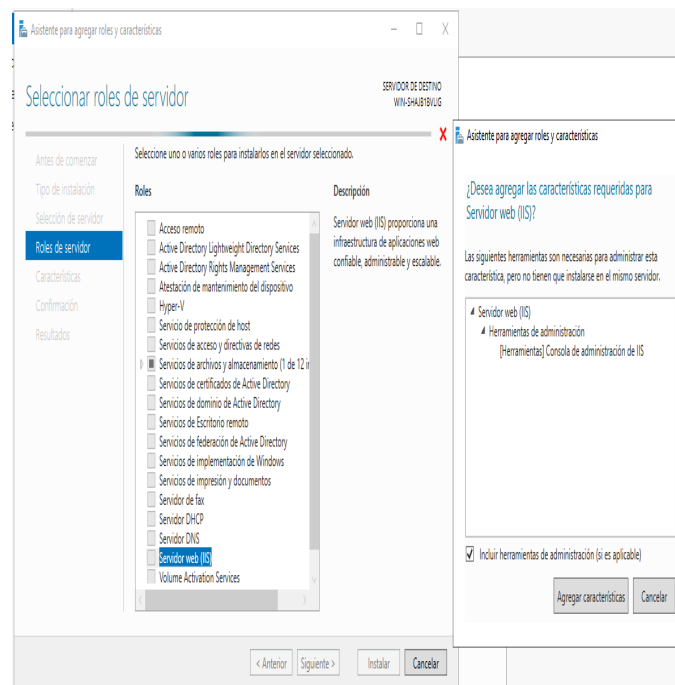 Asistente para agregar roles y características
Seleccionar roles de servidor
SERVIDOR DE DESTINO
WIN-SHAJB1BVLIG
Antes de comenzar
Tipo de instalación
Selección de servidor
Roles de servidor
Características
Confirmación
Resultados
Seleccione uno o varios roles para instalarlos en el servidor seleccionado.
Roles
Acceso remoto
Active Directory Lightweight Directory Services
Active Directory Rights Management Services
Atestación de mantenimiento del dispositivo
Hyper-V
Servicio de protección de host
Servicios de acceso y directivas de redes
Servicios de archivos y almacenamiento (1 de 12 in
Servicios de certificados de Active Directory
Servicios de dominio de Active Directory
Servicios de Escritorio remoto
Servicios de federación de Active Directory
Servicios de implementación de Windows
Servicios de impresión y documentos
Servidor de fax
Servidor DHCP
Servidor DNS
Servidor web (IIS)
Volume Activation Services
Descripción
Servidor web (IIS) proporciona una
infraestructura de aplicaciones web
confiable, administrable y escalable.
< Anterior
Siguiente >
Instalar
Cancelar
Asistente para agregar roles y características
¿Desea agregar las características requeridas para
Servidor web (IIS)?
Las siguientes herramientas son necesarias para administrar esta
característica, pero no tienen que instalarse en el mismo servidor.
Servidor web (IIS)
Herramientas de administración
[Herramientas] Consola de administración de IIS
Incluir herramientas de administración (si es aplicable)
Agregar características
Cancelar